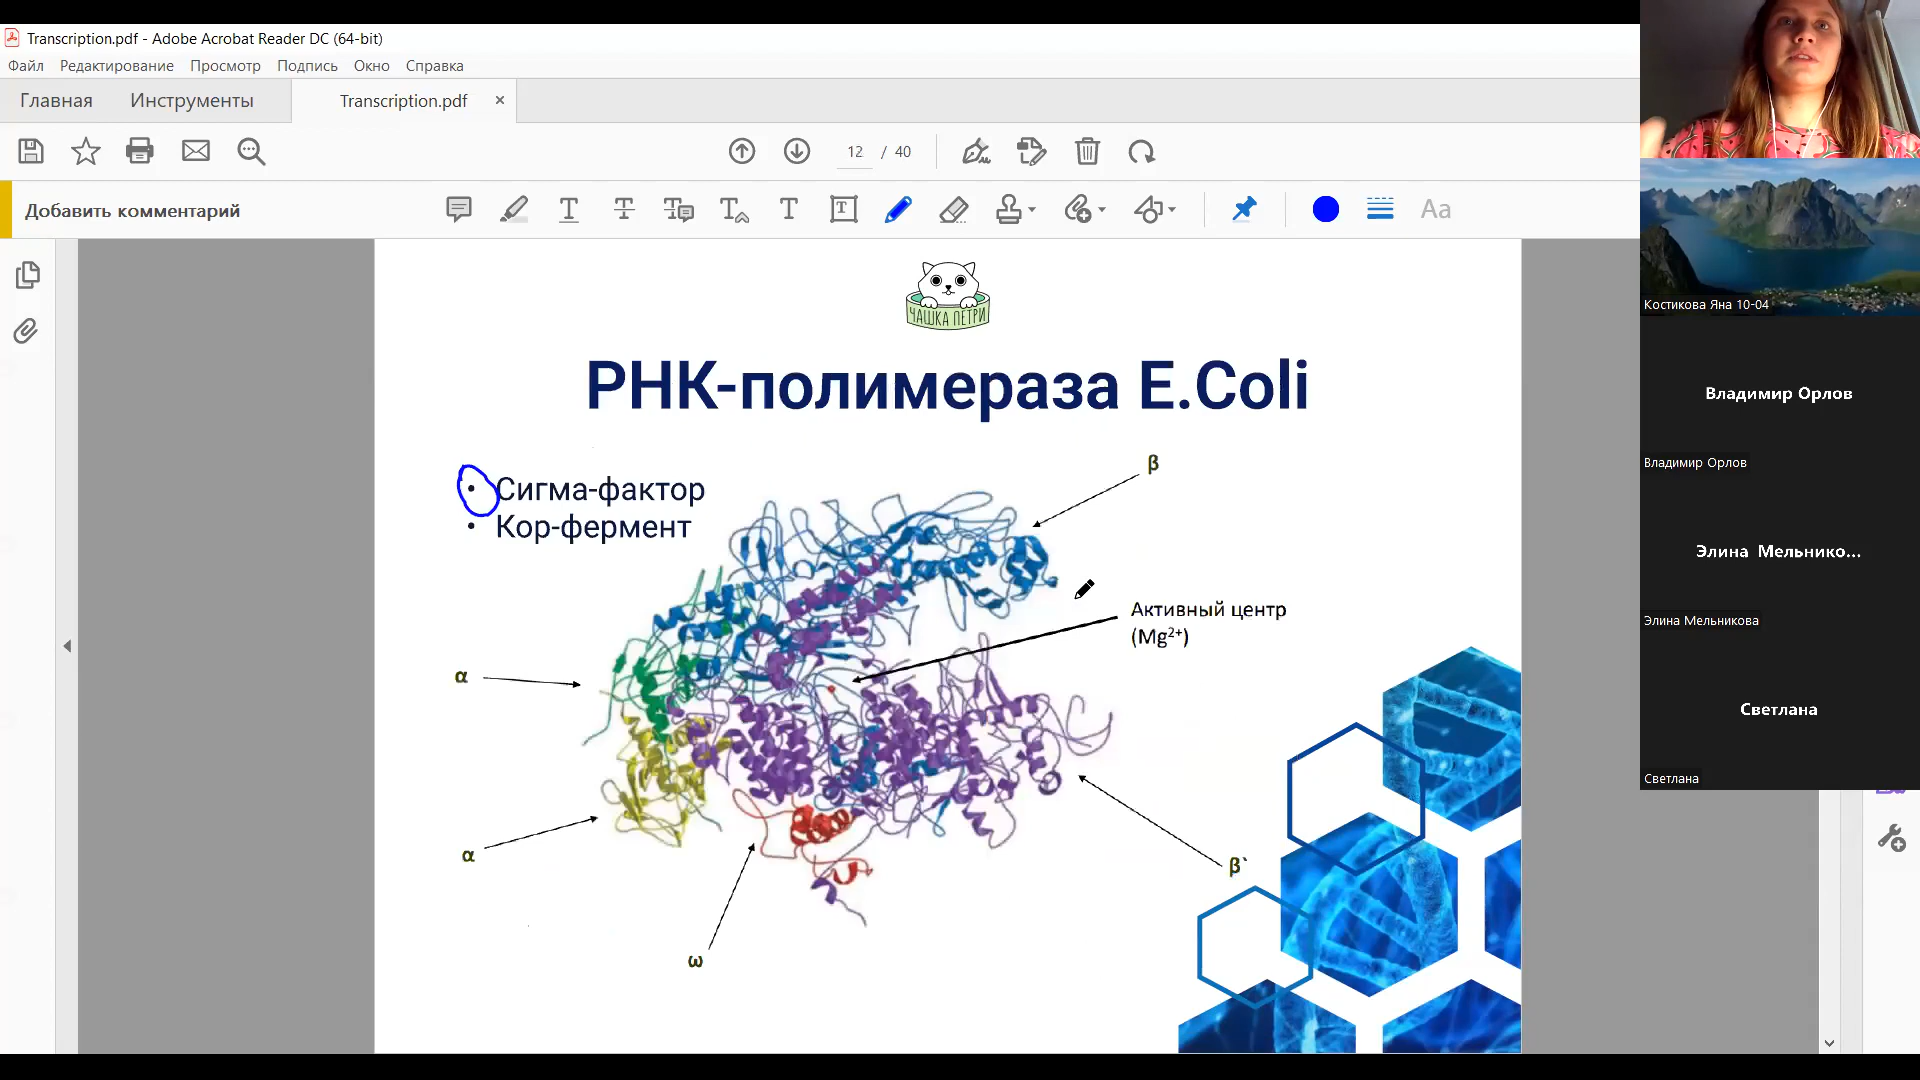 Transcription.pdf - Adobe Acrobat Reader DC (64-bit)
Файл Редактирование Просмотр Подпись Окно Справка
Главная Инструменты Transcription.pdf ×
12 / 40
Добавить комментарий
Aa
ЧАШКА ПЕТРИ
РНК-полимераза E.Coli
• Сигма-фактор
• Кор-фермент
β
Активный центр
(Mg²⁺)
α
α
β`
ω
Костикова Яна 10-04
Владимир Орлов
Владимир Орлов
Элина Мельнико...
Элина Мельникова
Светлана
Светлана